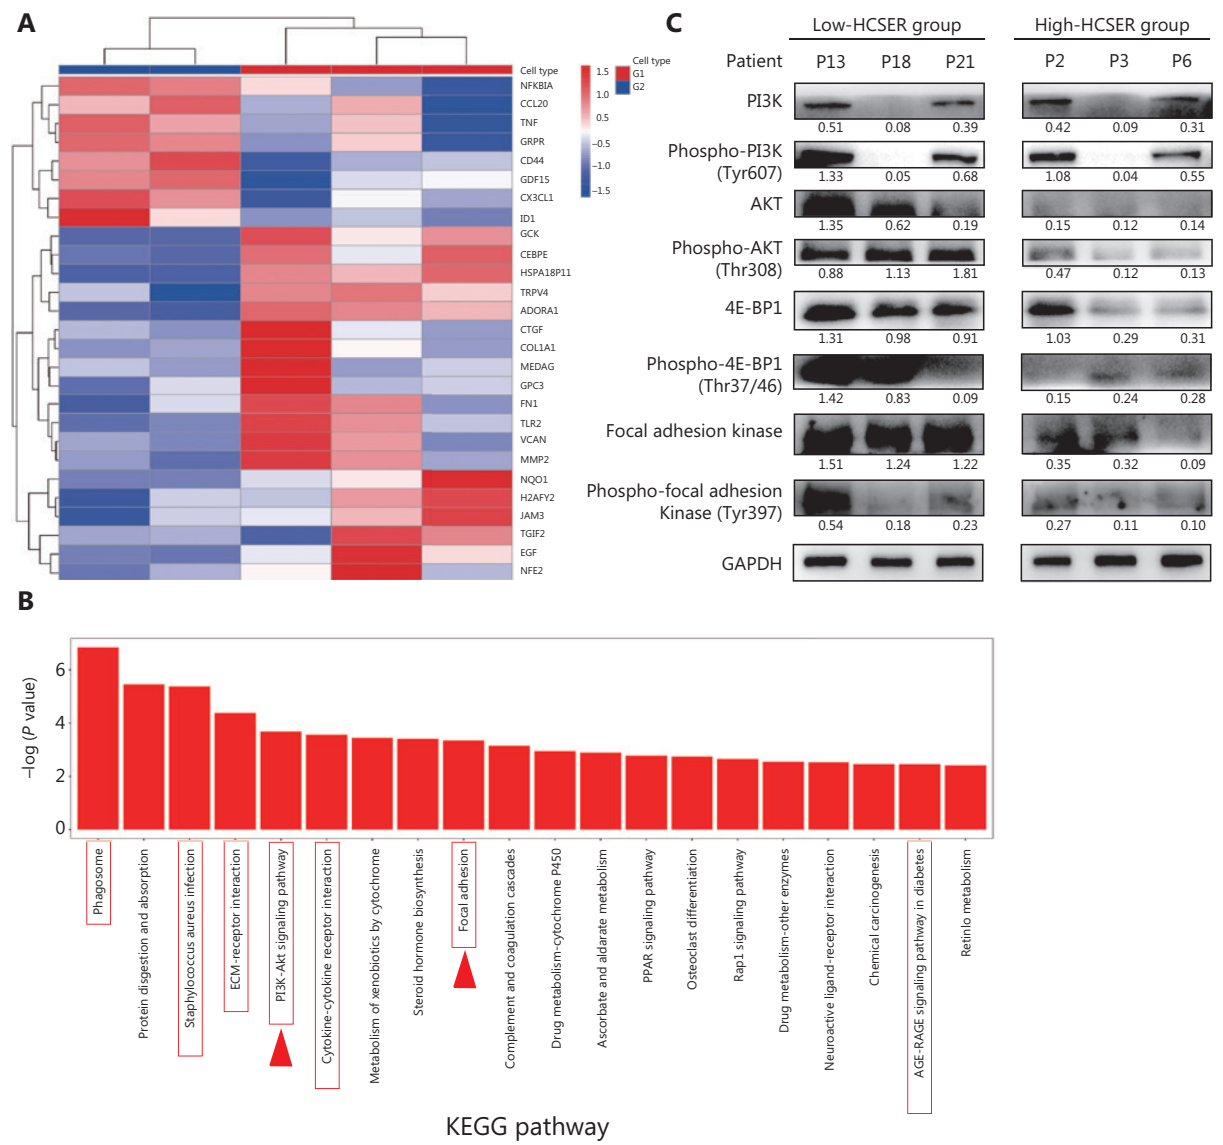 A
Cell type
NFKBIA
CCL20
TNF
GRPR
CD44
GDF15
CX3CL1
ID1
GCK
CEBPE
HSPA18P11
TRPV4
ADORA1
CTGF
COL1A1
MEDAG
GPC3
FN1
TLR2
VCAN
MMP2
NQO1
H2AFY2
JAM3
TGIF2
EGF
NFE2
1.5
1.0
0.5
0
−0.5
−1.0
−1.5
Cell type
G1
G2
C
Low-HCSER group
High-HCSER group
Patient P13 P18 P21 P2 P3 P6
PI3K
0.51 0.08 0.39 0.42 0.09 0.31
Phospho-PI3K
(Tyr607)
1.33 0.05 0.68 1.08 0.04 0.55
AKT
1.35 0.62 0.19 0.15 0.12 0.14
Phospho-AKT
(Thr308)
0.88 1.13 1.81 0.47 0.12 0.13
4E-BP1
1.31 0.98 0.91 1.03 0.29 0.31
Phospho-4E-BP1
(Thr37/46)
1.42 0.83 0.09 0.15 0.24 0.28
Focal adhesion kinase
1.51 1.24 1.22 0.35 0.32 0.09
Phospho-focal adhesion
Kinase (Tyr397)
0.54 0.18 0.23 0.27 0.11 0.10
GAPDH
B
−log (P value)
6
4
2
0
Phagosome
Protein disgestion and absorption
Staphylococcus aureus infection
ECM-receptor interaction
PI3K-Akt signaling pathway
Cytokine-cytokine receptor interaction
Metabolism of xenobiotics by cytochrome
Steroid hormone biosynthesis
Focal adhesion
Complement and coagulation cascades
Drug metabolism-cytochrome P450
Ascorbate and aldarate metabolism
PPAR signaling pathway
Osteoclast differentiation
Rap1 signaling pathway
Drug metabolism-other enzymes
Neuroactive ligand-receptor interaction
Chemical carcinogenesis
AGE-RAGE signaling pathway in diabetes
Retinlo metabolism
KEGG pathway